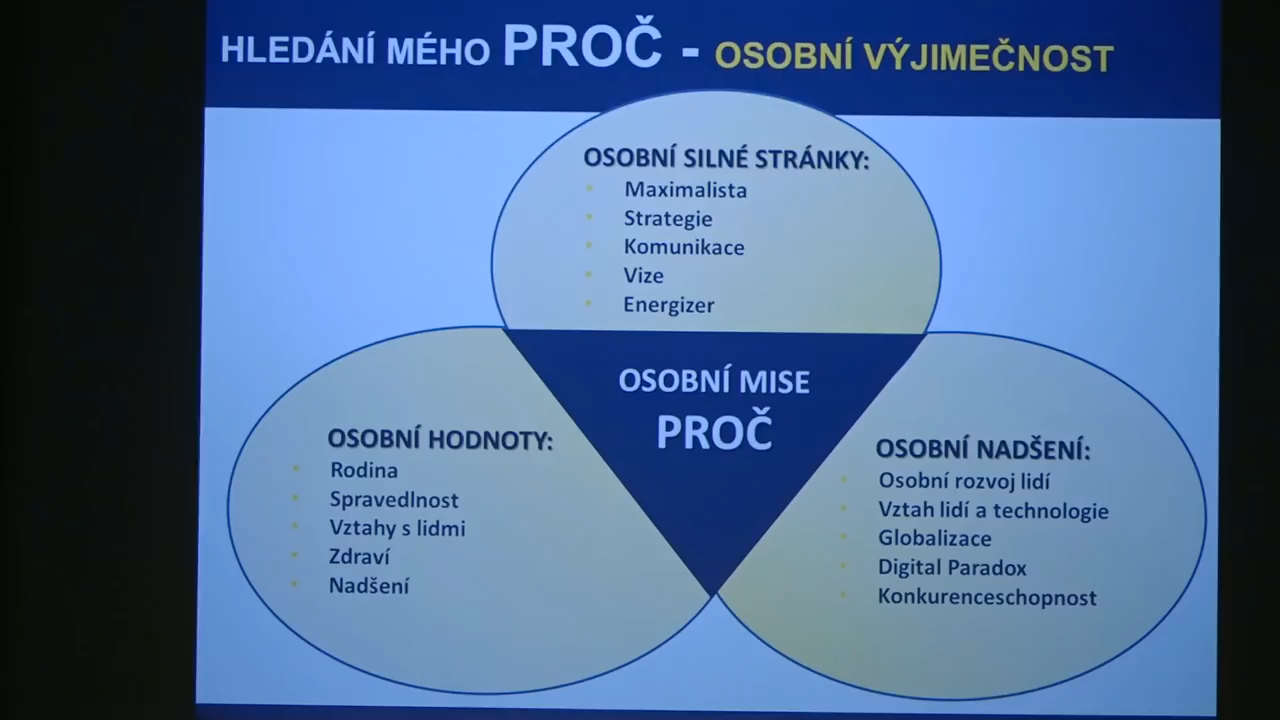 HLEDÁNÍ MÉHO PROČ - OSOBNÍ VÝJIMEČNOST
OSOBNÍ SILNÉ STRÁNKY:
Maximalista
Strategie
Komunikace
Vize
Energizer
OSOBNÍ MISE
PROČ
OSOBNÍ HODNOTY:
Rodina
Spravedlnost
Vztahy s lidmi
Zdraví
Nadšení
OSOBNÍ NADŠENÍ:
Osobní rozvoj lidí
Vztah lidí a technologie
Globalizace
Digital Paradox
Konkurenceschopnost